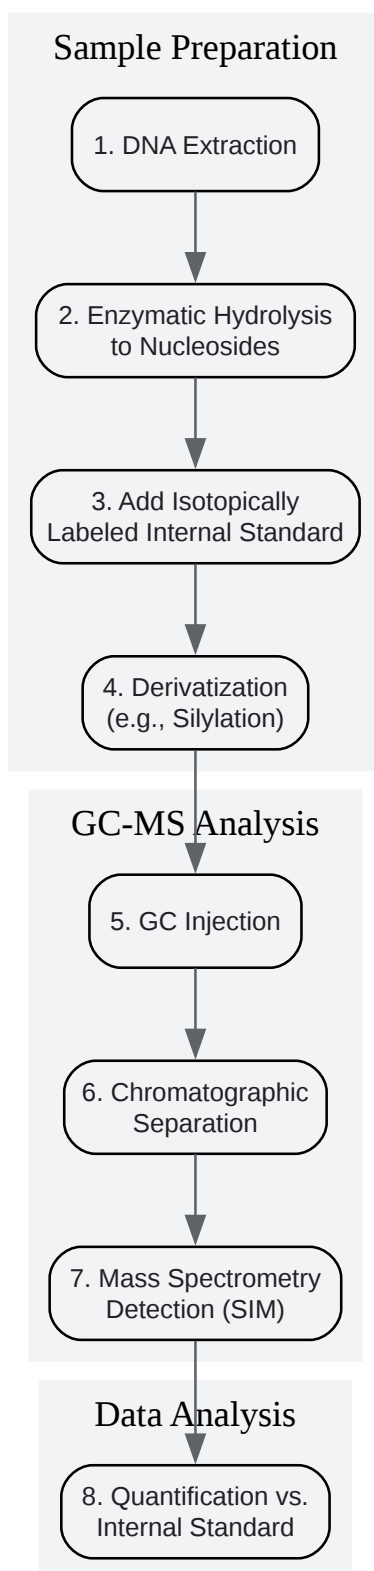 Sample Preparation
1. DNA Extraction
2. Enzymatic Hydrolysis
to Nucleosides
3. Add Isotopically
Labeled Internal Standard
4. Derivatization
(e.g., Silylation)
GC-MS Analysis
5. GC Injection
6. Chromatographic
Separation
7. Mass Spectrometry
Detection (SIM)
Data Analysis
8. Quantification vs.
Internal Standard